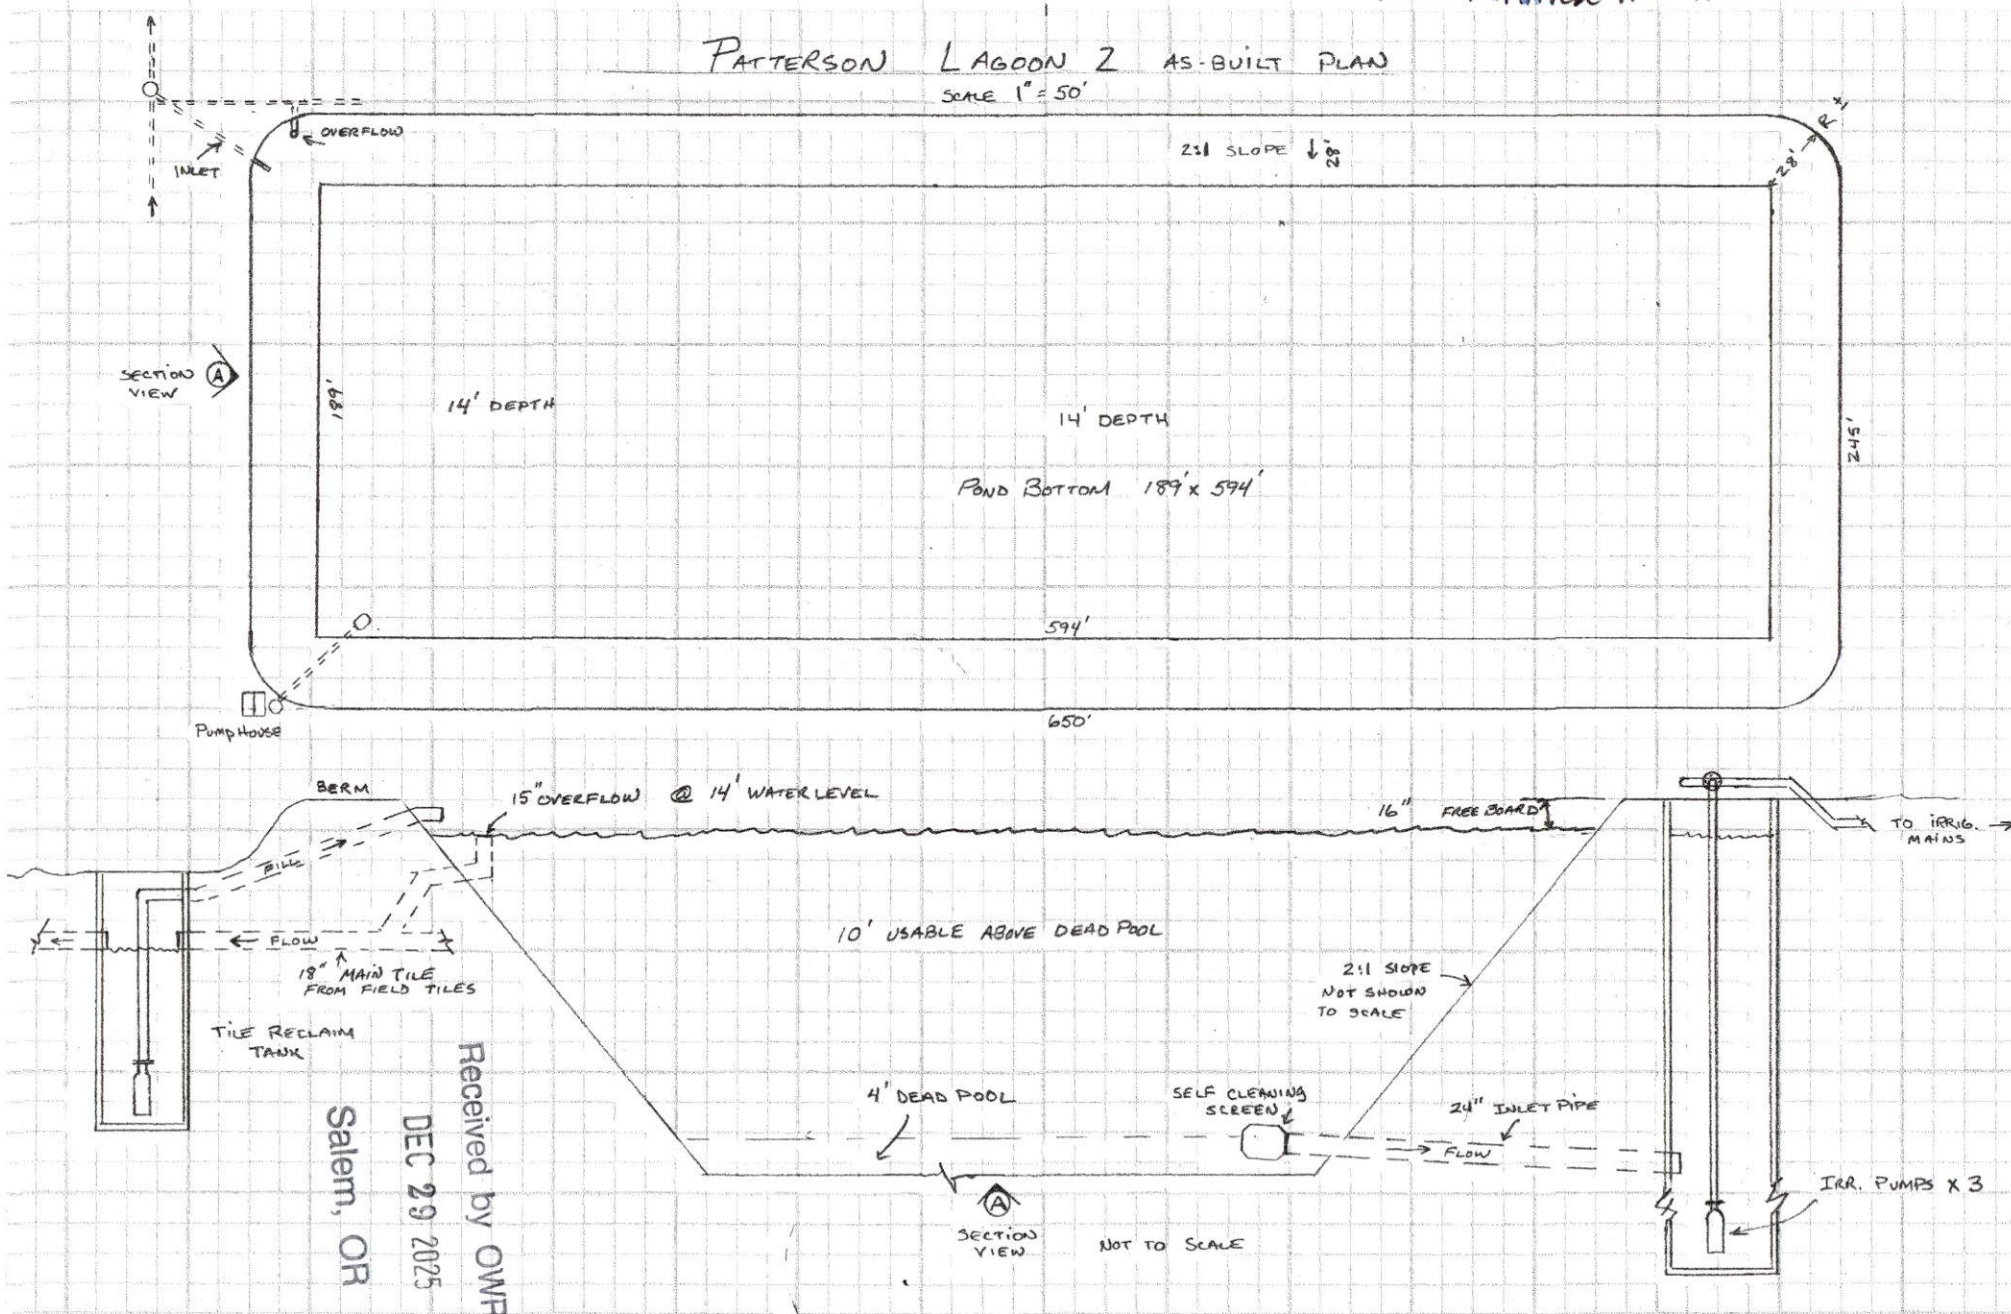 PATTERSON LAGOON 2 AS-BUILT PLAN
SCALE 1" = 50'
OVERFLOW
INLET
2:1 SLOPE
28'
28' R
SECTION
VIEW
A
189'
14' DEPTH
14' DEPTH
POND BOTTOM 189' x 594'
245'
594'
650'
PUMP HOUSE
BERM
15" OVERFLOW @ 14' WATER LEVEL
16" FREEBOARD
TO IRRIG.
MAINS
FILL
FLOW
18" MAIN TILE
FROM FIELD TILES
10' USABLE ABOVE DEAD POOL
2:1 SLOPE
NOT SHOWN
TO SCALE
TILE RECLAIM
TANK
4' DEAD POOL
SELF CLEANING
SCREEN
24" INLET PIPE
FLOW
IRR. PUMPS X 3
A
SECTION
VIEW
NOT TO SCALE
Received by OWR
DEC 29 2025
Salem, OR